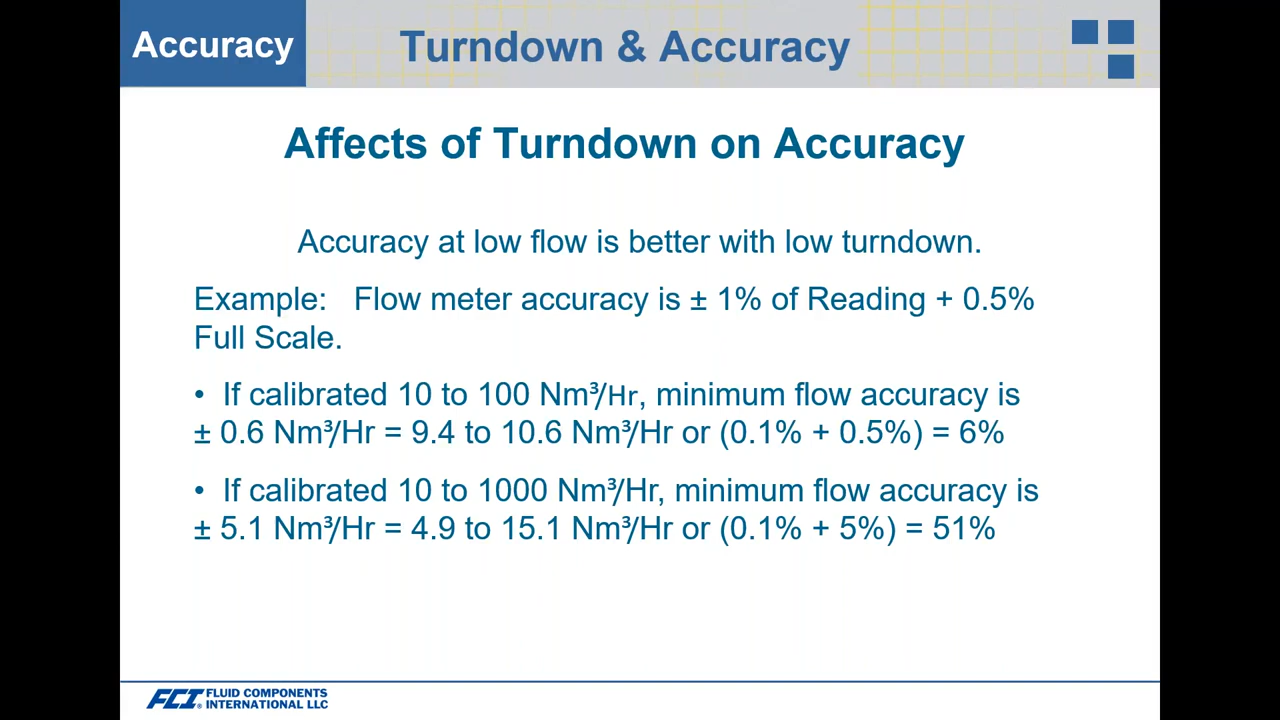 Accuracy
Turndown & Accuracy
Affects of Turndown on Accuracy
Accuracy at low flow is better with low turndown.
Example: Flow meter accuracy is ± 1% of Reading + 0.5%
Full Scale.
• If calibrated 10 to 100 Nm³/Hr, minimum flow accuracy is
± 0.6 Nm³/Hr = 9.4 to 10.6 Nm³/Hr or (0.1% + 0.5%) = 6%
• If calibrated 10 to 1000 Nm³/Hr, minimum flow accuracy is
± 5.1 Nm³/Hr = 4.9 to 15.1 Nm³/Hr or (0.1% + 5%) = 51%
FCI® FLUID COMPONENTS
INTERNATIONAL LLC